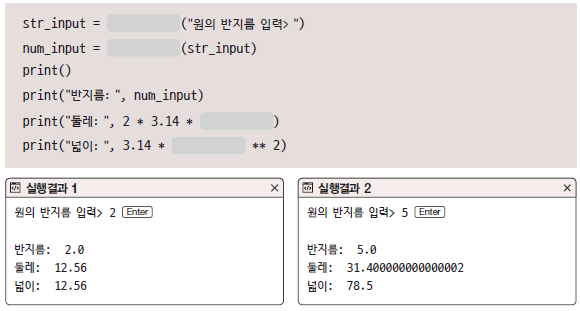 str_input = ("원의 반지름 입력> ")
num_input = (str_input)
print()
print("반지름: ", num_input)
print("둘레: ", 2 * 3.14 * )
print("넓이: ", 3.14 * ** 2)
실행결과 1 ×
원의 반지름 입력> 2 Enter
반지름: 2.0
둘레: 12.56
넓이: 12.56
실행결과 2 ×
원의 반지름 입력> 5 Enter
반지름: 5.0
둘레: 31.400000000000002
넓이: 78.5